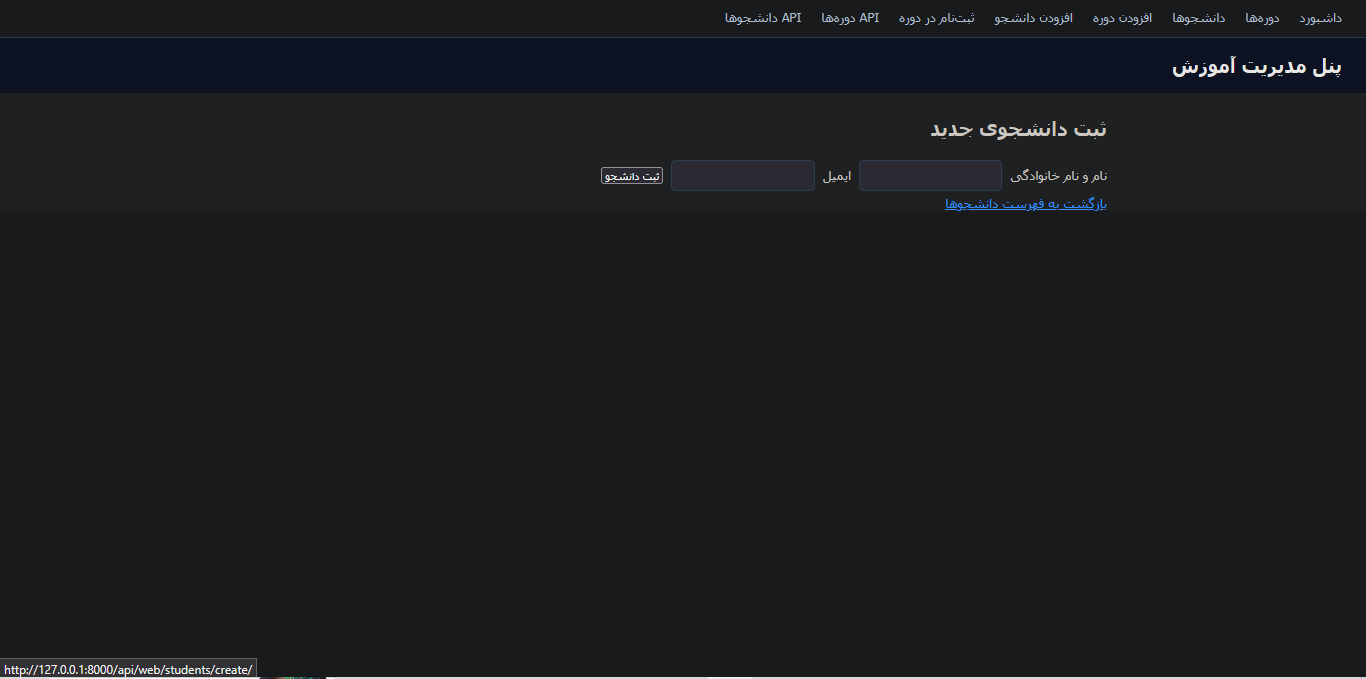 داشبورد دوره‌ها دانشجوها افزودن دوره افزودن دانشجو ثبت‌نام در دوره API دوره‌ها API دانشجوها
پنل مدیریت آموزش
ثبت دانشجوی جدید
نام و نام خانوادگی ایمیل ثبت دانشجو
بازگشت به فهرست دانشجوها
http://127.0.0.1:8000/api/web/students/create/